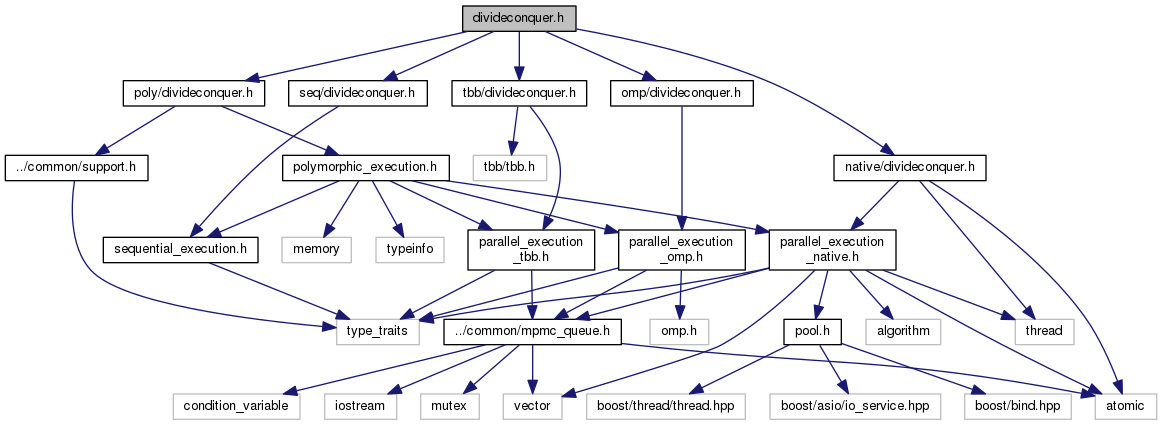 divideconquer.h
poly/divideconquer.h
seq/divideconquer.h
tbb/divideconquer.h
omp/divideconquer.h
../common/support.h
polymorphic_execution.h
tbb/tbb.h
native/divideconquer.h
sequential_execution.h
memory
typeinfo
parallel_execution
_tbb.h
parallel_execution
_omp.h
parallel_execution
_native.h
type_traits
../common/mpmc_queue.h
omp.h
pool.h
algorithm
thread
condition_variable
iostream
mutex
vector
boost/thread/thread.hpp
boost/asio/io_service.hpp
boost/bind.hpp
atomic